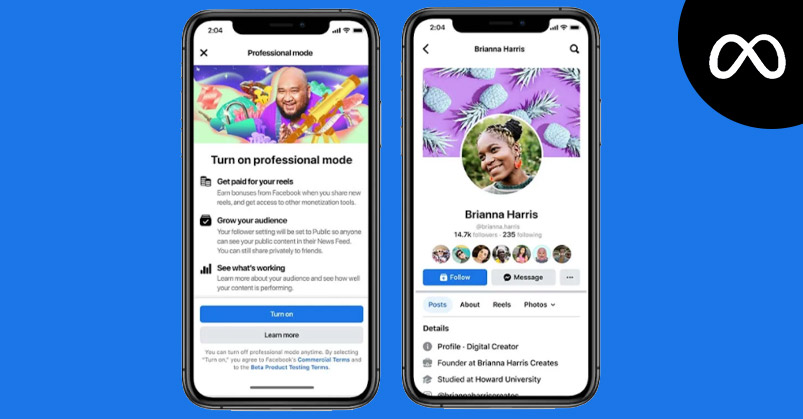 2:04
Professional mode
Turn on professional mode
Get paid for your reels
Earn bonuses from Facebook when you share new
reels, and get access to other monetization tools.
Grow your audience
Your follower setting will be set to Public so anyone
can see your public content in their News Feed.
You can still share privately to friends.
See what's working
Learn more about your audience and see how well
your content is performing.
Turn on
Learn more
You can turn off professional mode anytime. By selecting
"Turn on," you agree to Facebook's Commercial Terms and
to the Beta Product Testing Terms.
2:04
Brianna Harris
Brianna Harris
@brianna.harris
14.7k followers · 235 following
Follow
Message
Posts About Reels Photos
Details
Profile · Digital Creator
Founder at Brianna Harris Creates
Studied at Howard University
@briannaharriscreates